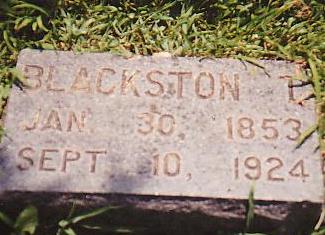 BLACKSTON T.
JAN. 30, 1853
SEPT 10, 1924